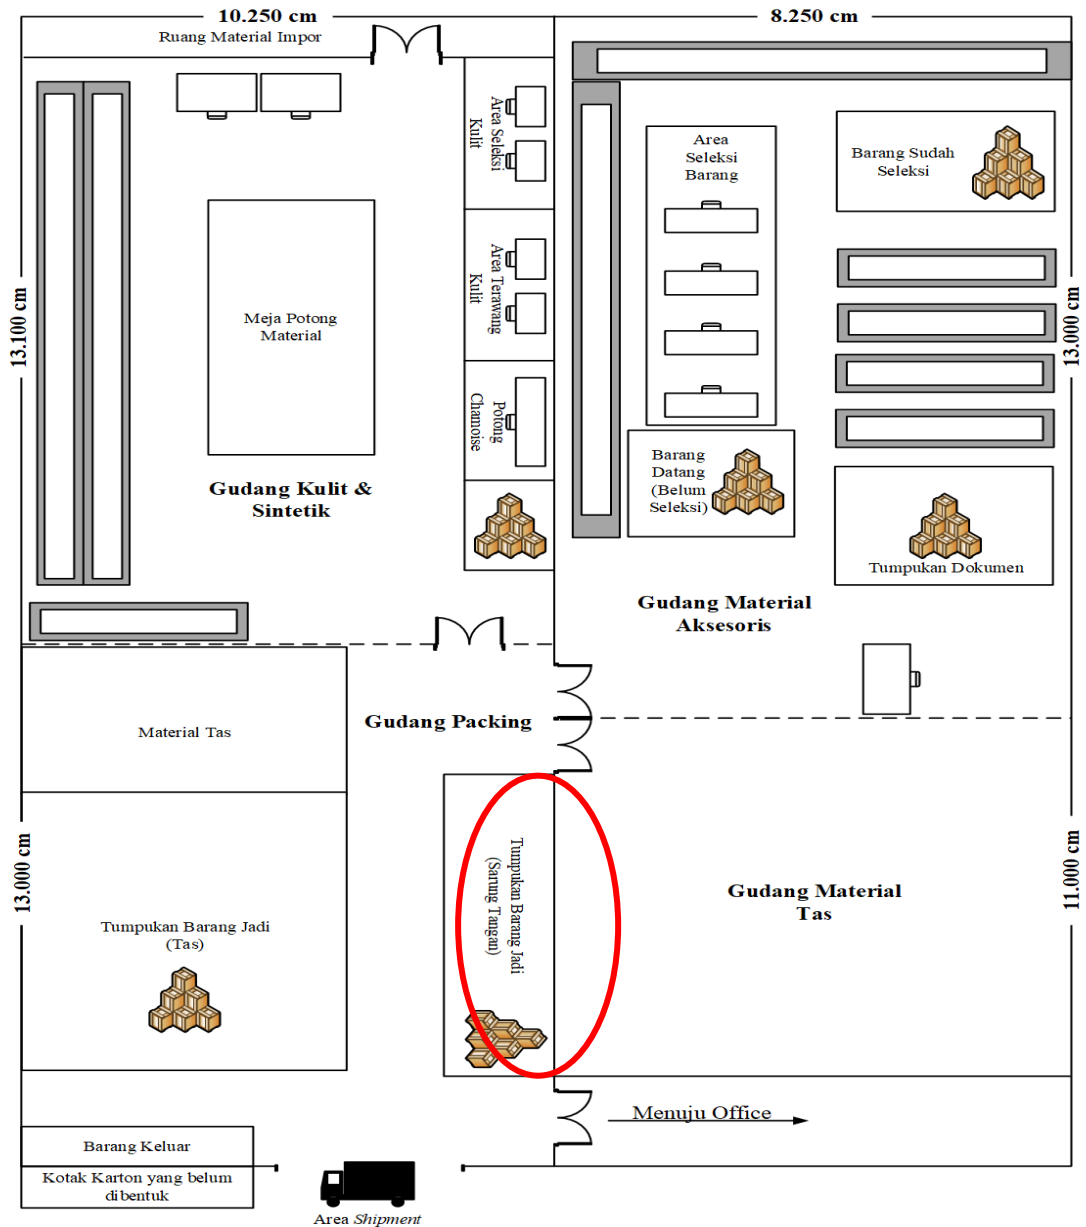 10.250 cm
8.250 cm
Ruang Material Impor
Area Seleksi
Kulit
Area
Seleksi
Barang
Barang Sudah
Seleksi
13.100 cm
Area Terawang
Kulit
13.000 cm
Meja Potong
Material
Potong
Chamoise
Barang
Datang
(Belum
Seleksi)
Gudang Kulit &
Sintetik
Tumpukan Dokumen
Gudang Material
Aksesoris
Gudang Packing
Material Tas
13.000 cm
Tumpukan Barang Jadi
(Sarung Tangan)
Gudang Material
Tas
11.000 cm
Tumpukan Barang Jadi
(Tas)
Menuju Office
Barang Keluar
Kotak Karton yang belum
dibentuk
Area Shipment